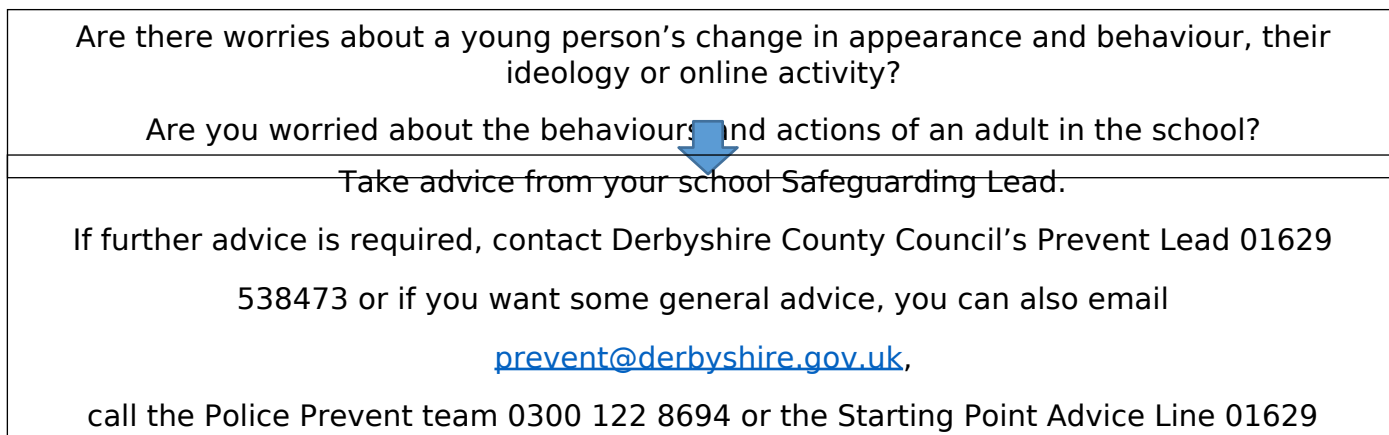 Are there worries about a young person’s change in appearance and behaviour, their
ideology or online activity?
Are you worried about the behaviours and actions of an adult in the school?
Take advice from your school Safeguarding Lead.
If further advice is required, contact Derbyshire County Council’s Prevent Lead 01629
538473 or if you want some general advice, you can also email
prevent@derbyshire.gov.uk,
call the Police Prevent team 0300 122 8694 or the Starting Point Advice Line 01629